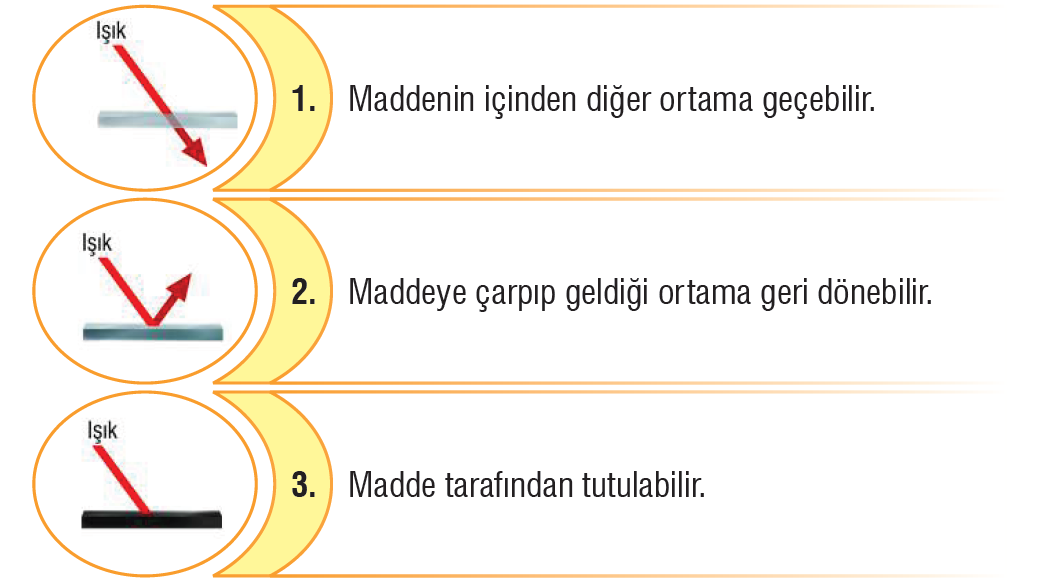 Işık
1. Maddenin içinden diğer ortama geçebilir.
Işık
2. Maddeye çarpıp geldiği ortama geri dönebilir.
Işık
3. Madde tarafından tutulabilir.